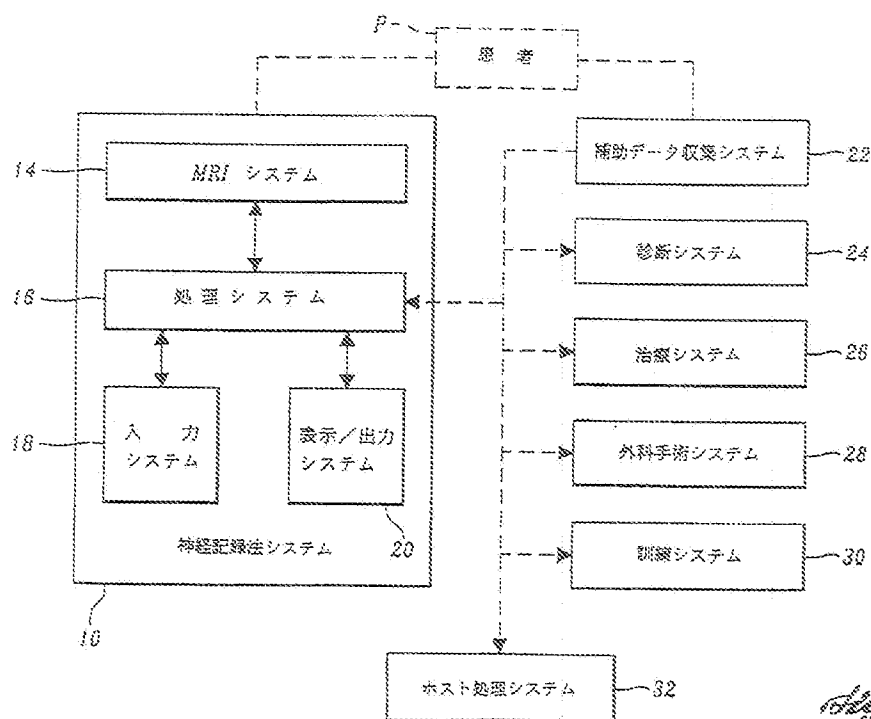 P
患者
MRI システム
14
処理システム
16
入力
システム
18
表示/出力
システム
20
神経記録法システム
10
補助データ収集システム
22
診断システム
24
治療システム
26
外科手術システム
28
訓練システム
30
ホスト処理システム
32